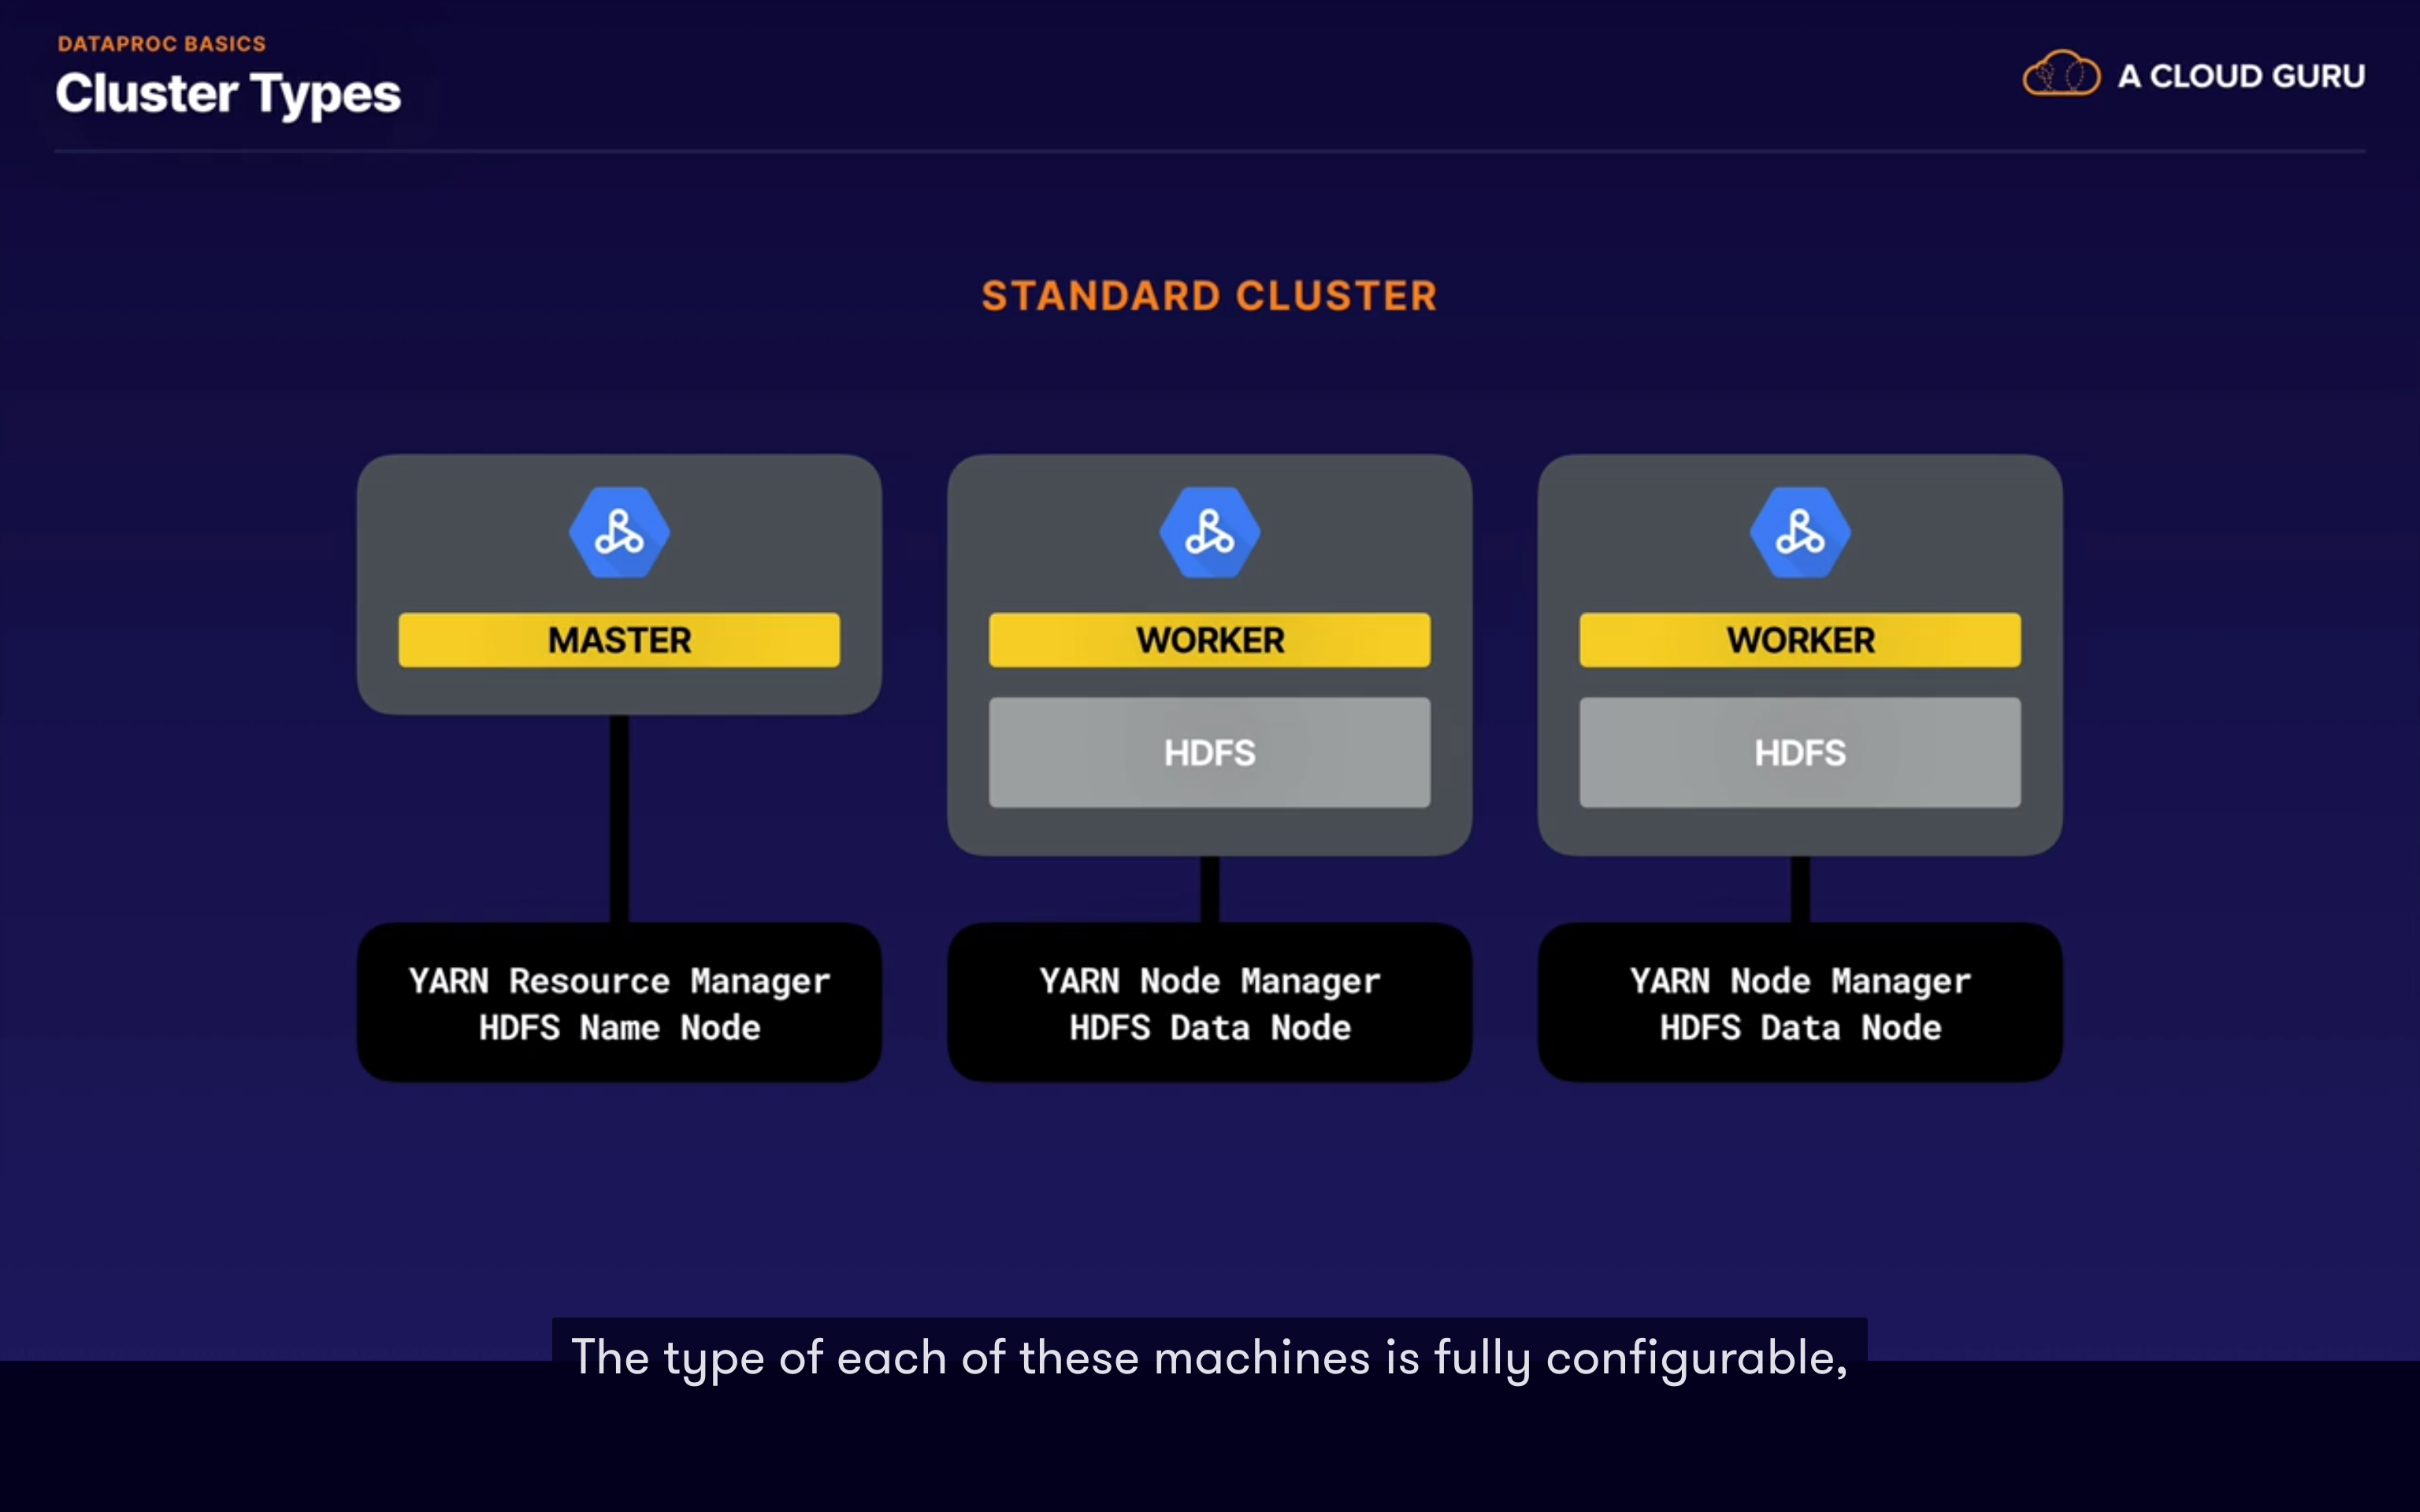 DATAPROC BASICS
Cluster Types
A CLOUD GURU
STANDARD CLUSTER
MASTER
WORKER
HDFS
WORKER
HDFS
YARN Resource Manager
HDFS Name Node
YARN Node Manager
HDFS Data Node
YARN Node Manager
HDFS Data Node
The type of each of these machines is fully configurable,